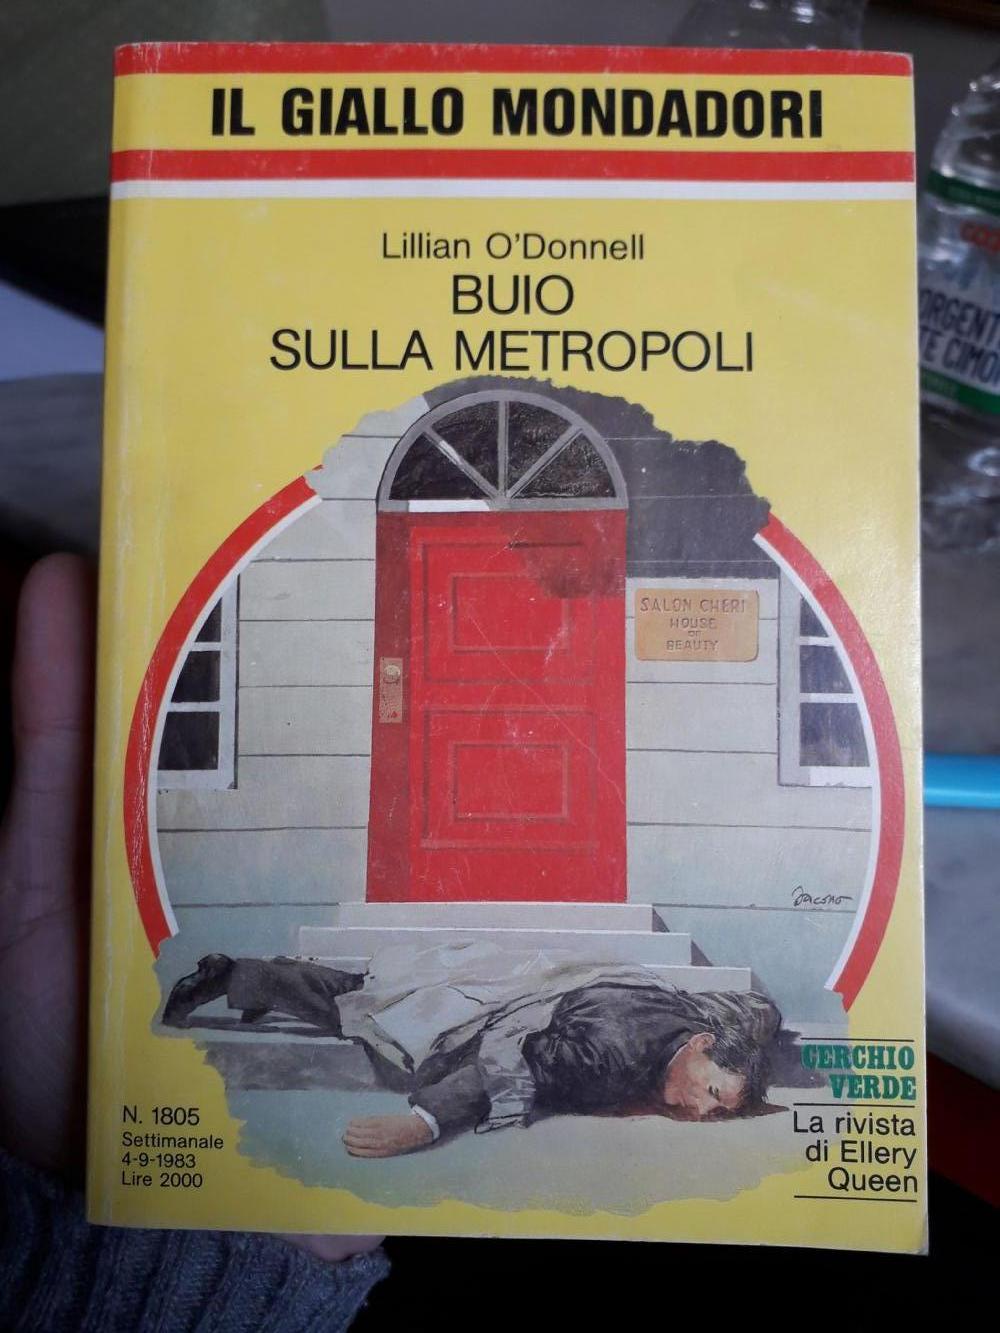 IL GIALLO MONDADORI
Lillian O'Donnell
BUIO
SULLA METROPOLI
SALON CHERI
HOUSE
OF
BEAUTY
Jacono
CERCHIO
VERDE
La rivista
di Ellery
Queen
N. 1805
Settimanale
4-9-1983
Lire 2000